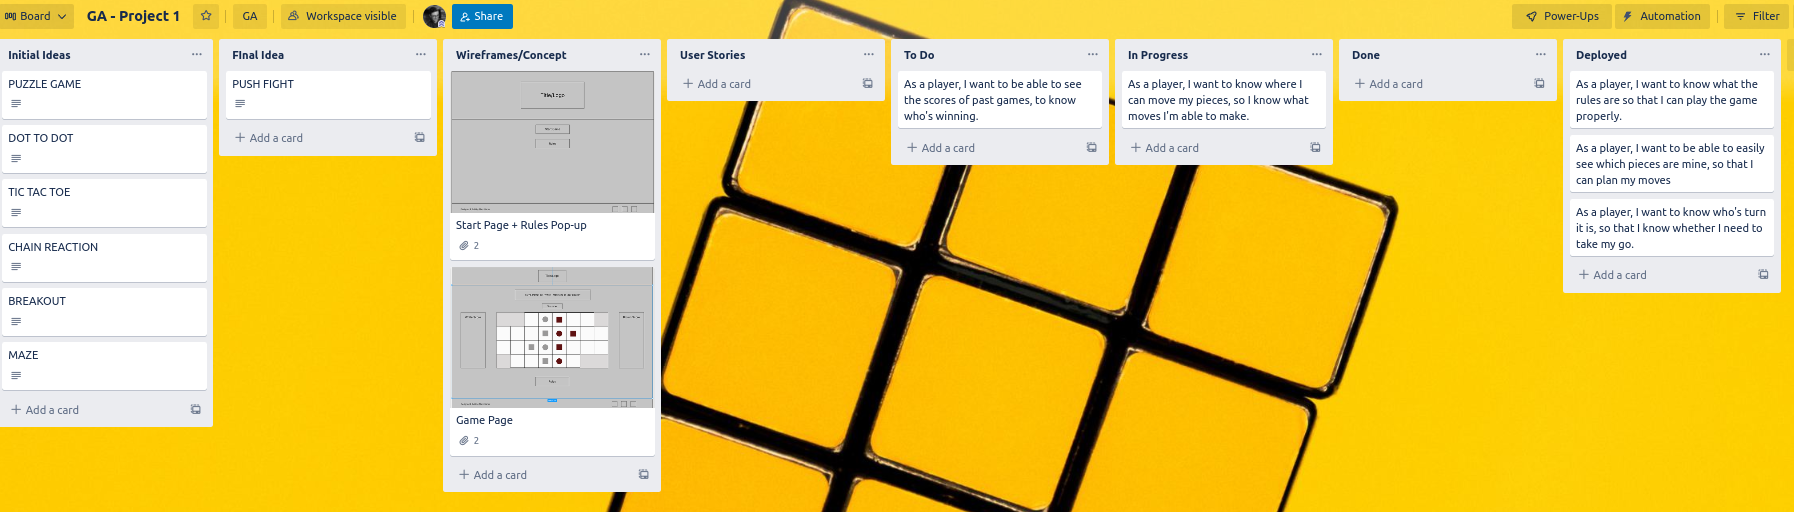 Board
GA - Project 1
GA
Workspace visible
Share
Power-Ups
Automation
Filter
Initial Ideas
PUZZLE GAME
DOT TO DOT
TIC TAC TOE
CHAIN REACTION
BREAKOUT
MAZE
+ Add a card
FInal Idea
PUSH FIGHT
+ Add a card
Wireframes/Concept
Title/Logo
Start Page + Rules Pop-up
2
Game Page
2
+ Add a card
User Stories
+ Add a card
To Do
As a player, I want to be able to see
the scores of past games, to know
who's winning.
+ Add a card
In Progress
As a player, I want to know where I
can move my pieces, so I know what
moves I'm able to make.
+ Add a card
Done
+ Add a card
Deployed
As a player, I want to know what the
rules are so that I can play the game
properly.
As a player, I want to be able to easily
see which pieces are mine, so that I
can plan my moves
As a player, I want to know who's turn
it is, so that I know whether I need to
take my go.
+ Add a card